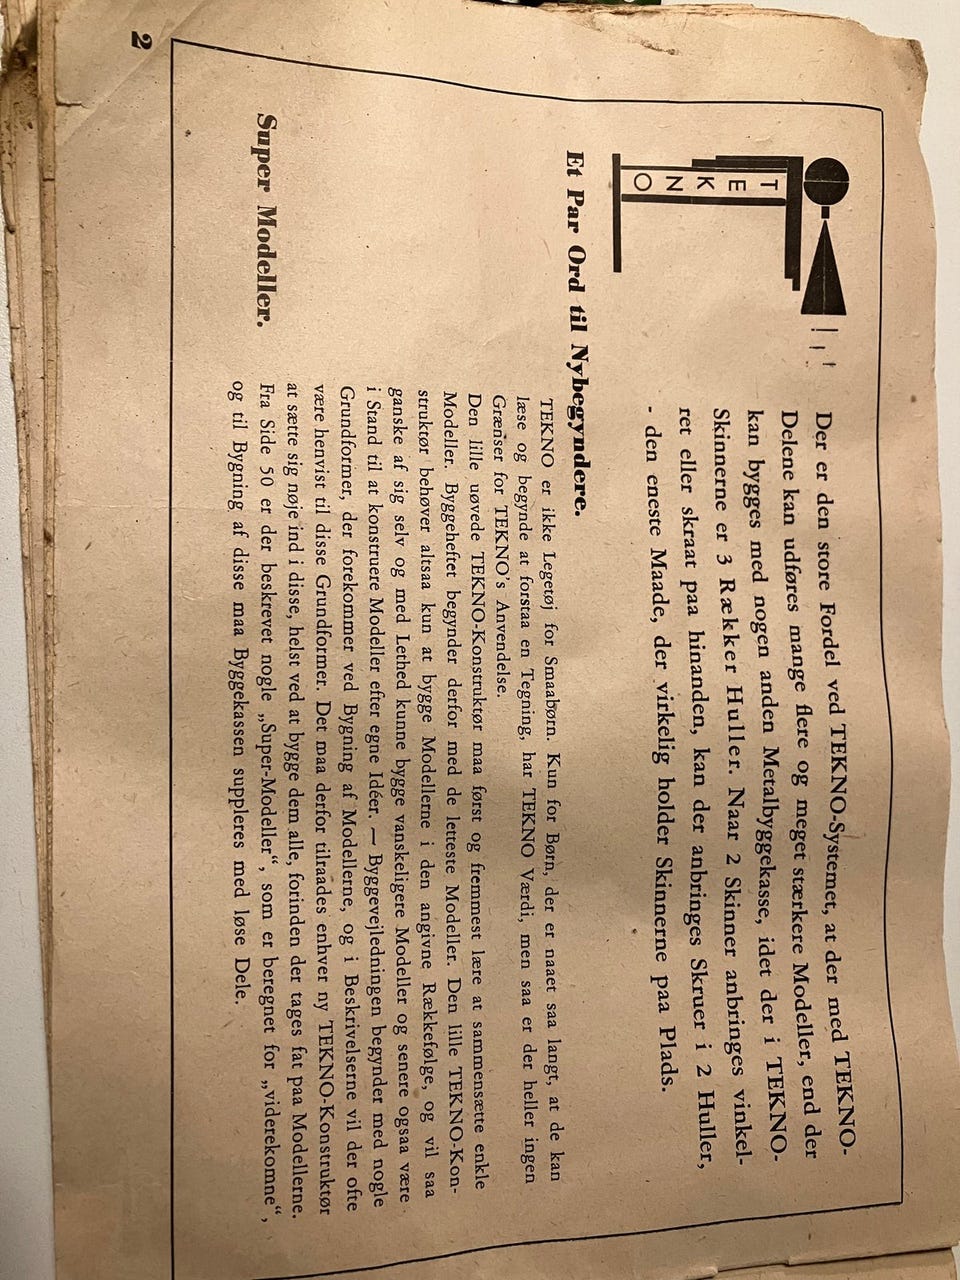 TEKNO
Der er den store Fordel ved TEKNO-Systemet, at der med TEKNO-
Delene kan udføres mange flere og meget stærkere Modeller, end der
kan bygges med nogen anden Metalbyggekasse, idet der i TEKNO-
Skinnerne er 3 Rækker Huller. Naar 2 Skinner anbringes vinkel-
ret eller skraat paa hinanden, kan der anbringes Skruer i 2 Huller,
- den eneste Maade, der virkelig holder Skinnerne paa Plads.
Et Par Ord til Nybegyndere.
TEKNO er ikke Legetøj for Smaabørn. Kun for Børn, der er naaet saa langt, at de kan
læse og begynde at forstaa en Tegning, har TEKNO Værdi, men saa er der heller ingen
Grænser for TEKNO's Anvendelse.
Den lille uøvede TEKNO-Konstruktør maa først og fremmest lære at sammensætte enkle
Modeller. Byggeheftet begynder derfor med de letteste Modeller. Den lille TEKNO-Kon-
struktør behøver altsaa kun at bygge Modellerne i den angivne Rækkefølge, og vil saa
ganske af sig selv og med Lethed kunne bygge vanskeligere Modeller og senere ogsaa være
i Stand til at konstruere Modeller efter egne Idéer. — Byggevejledningen begynder med nogle
Grundformer, der forekommer ved Bygning af Modellerne, og i Beskrivelserne vil der ofte
være henvist til disse Grundformer. Det maa derfor tilraades enhver ny TEKNO-Konstruktør
at sætte sig nøje ind i disse, helst ved at bygge dem alle, forinden der tages fat paa Modellerne.
Super Modeller.
Fra Side 50 er der beskrevet nogle „Super-Modeller“, som er beregnet for „viderekomne“,
og til Bygning af disse maa Byggekassen suppleres med løse Dele.
2